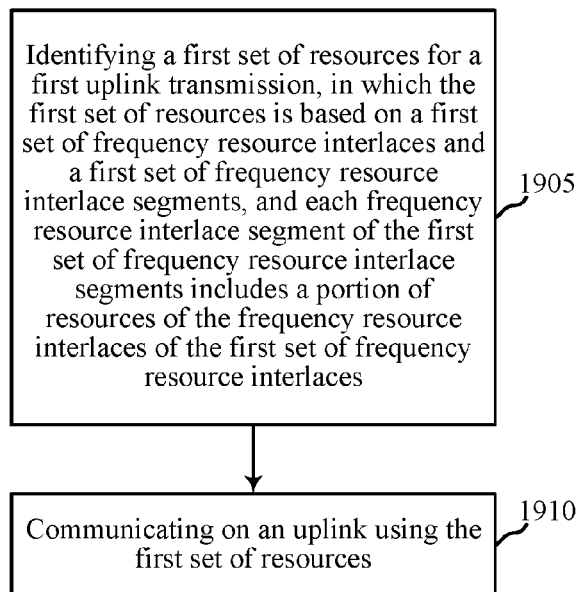 Identifying a first set of resources for a
first uplink transmission, in which the
first set of resources is based on a first
set of frequency resource interlaces and
a first set of frequency resource
interlace segments, and each frequency
resource interlace segment of the first
set of frequency resource interlace
segments includes a portion of
resources of the frequency resource
interlaces of the first set of frequency
resource interlaces
1905
Communicating on an uplink using the
first set of resources
1910